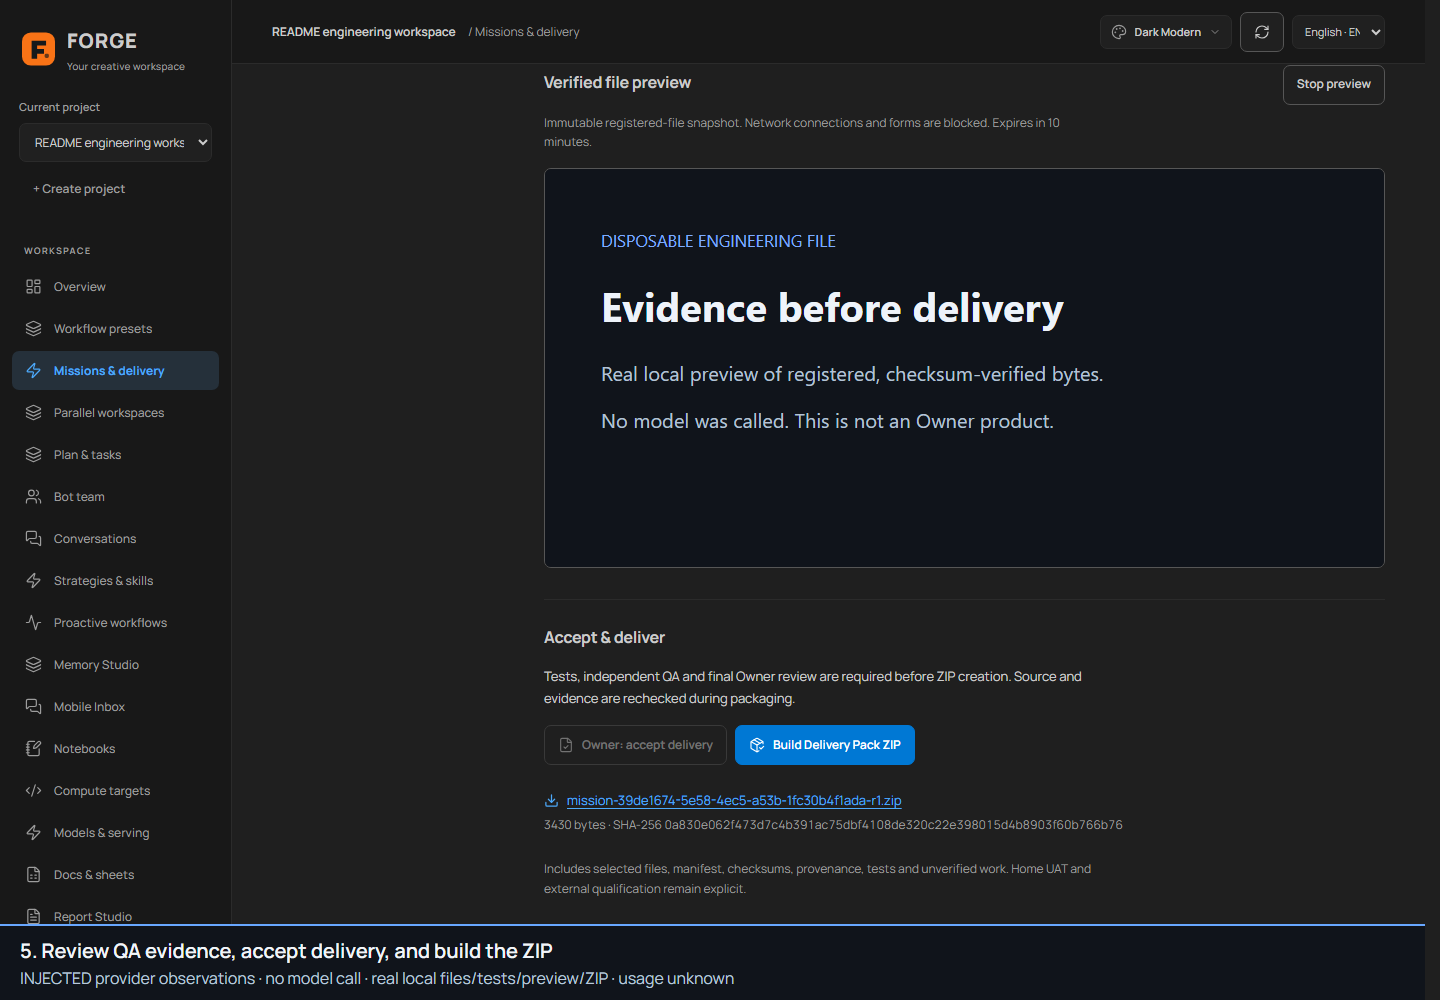 FORGE
Your creative workspace
Current project
README engineering works
+ Create project
WORKSPACE
Overview
Workflow presets
Missions & delivery
Parallel workspaces
Plan & tasks
Bot team
Conversations
Strategies & skills
Proactive workflows
Memory Studio
Mobile Inbox
Notebooks
Compute targets
Models & serving
Docs & sheets
Report Studio
README engineering workspace / Missions & delivery
Dark Modern
English · EN
Verified file preview
Stop preview
Immutable registered-file snapshot. Network connections and forms are blocked. Expires in 10
minutes.
DISPOSABLE ENGINEERING FILE
Evidence before delivery
Real local preview of registered, checksum-verified bytes.
No model was called. This is not an Owner product.
Accept & deliver
Tests, independent QA and final Owner review are required before ZIP creation. Source and
evidence are rechecked during packaging.
Owner: accept delivery
Build Delivery Pack ZIP
mission-39de1674-5e58-4ec5-a53b-1fc30b4f1ada-r1.zip
3430 bytes · SHA-256 0a830e062f473d7c4b391ac75dbf4108de320c22e398015d4b8903f60b766b76
Includes selected files, manifest, checksums, provenance, tests and unverified work. Home UAT and
external qualification remain explicit.
5. Review QA evidence, accept delivery, and build the ZIP
INJECTED provider observations · no model call · real local files/tests/preview/ZIP · usage unknown